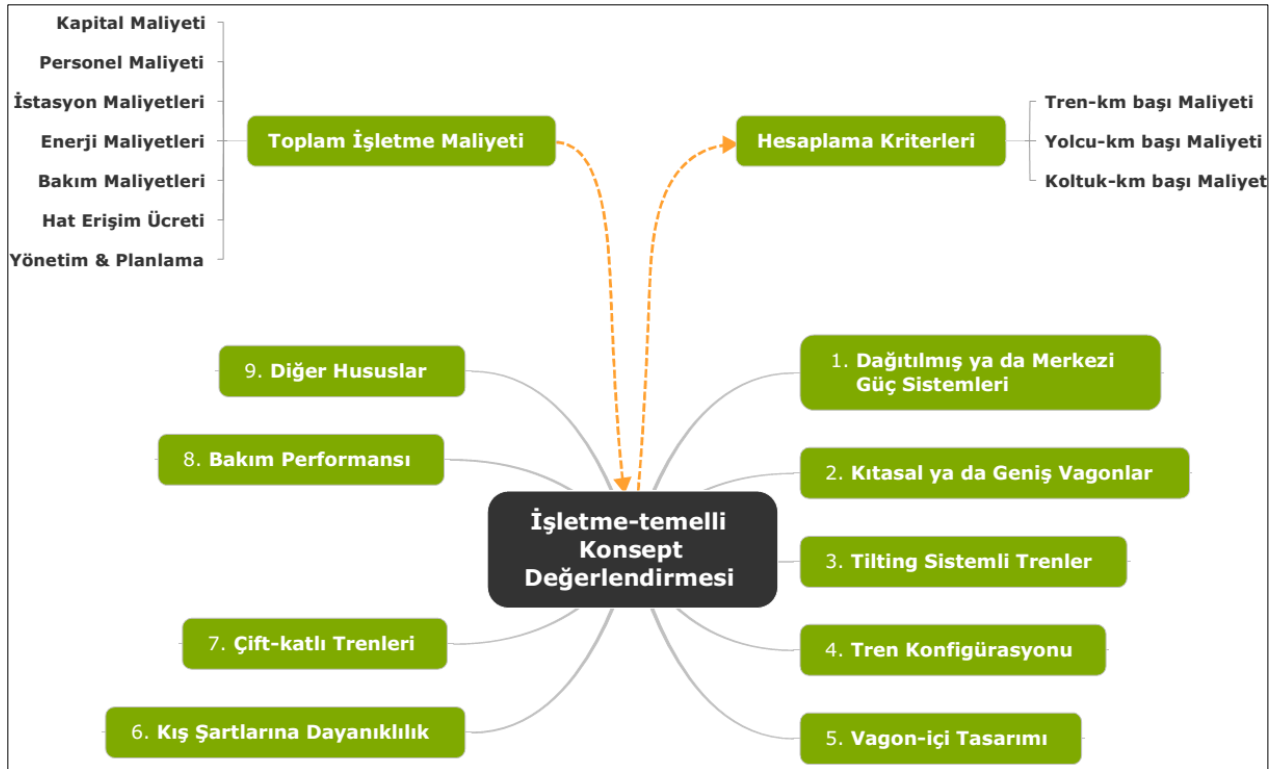 Kapital Maliyeti
Personel Maliyeti
İstasyon Maliyetleri
Enerji Maliyetleri
Bakım Maliyetleri
Hat Erişim Ücreti
Yönetim & Planlama
Toplam İşletme Maliyeti
Hesaplama Kriterleri
Tren-km başı Maliyeti
Yolcu-km başı Maliyeti
Koltuk-km başı Maliyet
İşletme-temelli
Konsept
Değerlendirmesi
1. Dağıtılmış ya da Merkezi
Güç Sistemleri
2. Kıtasal ya da Geniş Vagonlar
3. Tilting Sistemli Trenler
4. Tren Konfigürasyonu
5. Vagon-içi Tasarımı
6. Kış Şartlarına Dayanıklılık
7. Çift-katlı Trenleri
8. Bakım Performansı
9. Diğer Hususlar